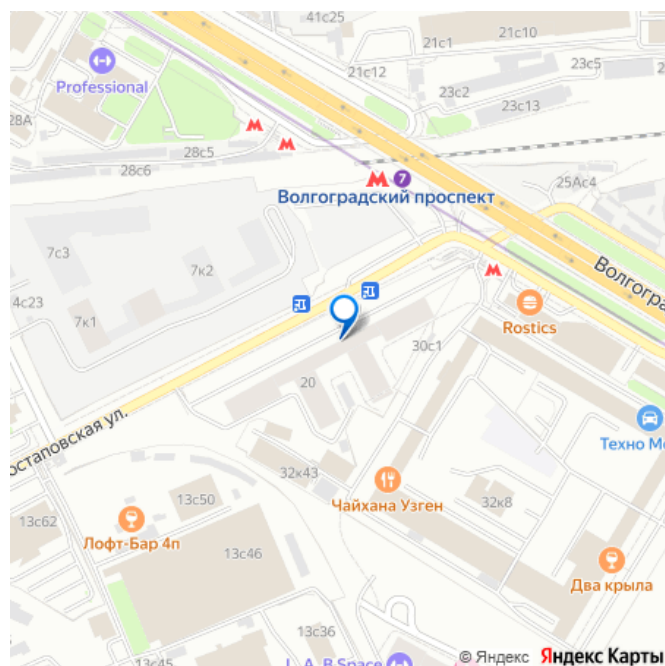 41с25
21с1
21с10
21с12
23с2
23с5
23с13
Professional
28А
28с5
28с6
7
Волгоградский проспект
25Ас4
7с3
7к2
4с23
7к1
Волгогра
Rostics
30с1
20
Техно Мо
остаповская ул.
32к43
13с50
Чайхана Узген
32к8
13с62
Лофт-Бар 4п
13с46
Два крыла
13с36
13с45
L. A. B Space
© Яндекс Яндекс Карты